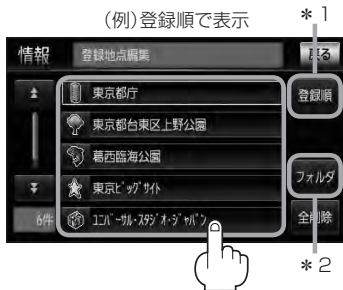 (例)登録順で表示
＊1
情報 登録地点編集 戻る
東京都庁 登録順
東京都台東区上野公園
葛西臨海公園
東京ﾋﾞｯｸﾞｻｲﾄ フォルダ
6件 ﾕﾆﾊﾞｰｻﾙ･ｽﾀｼﾞｵ･ｼﾞｬﾊﾟﾝ 全削除
＊2